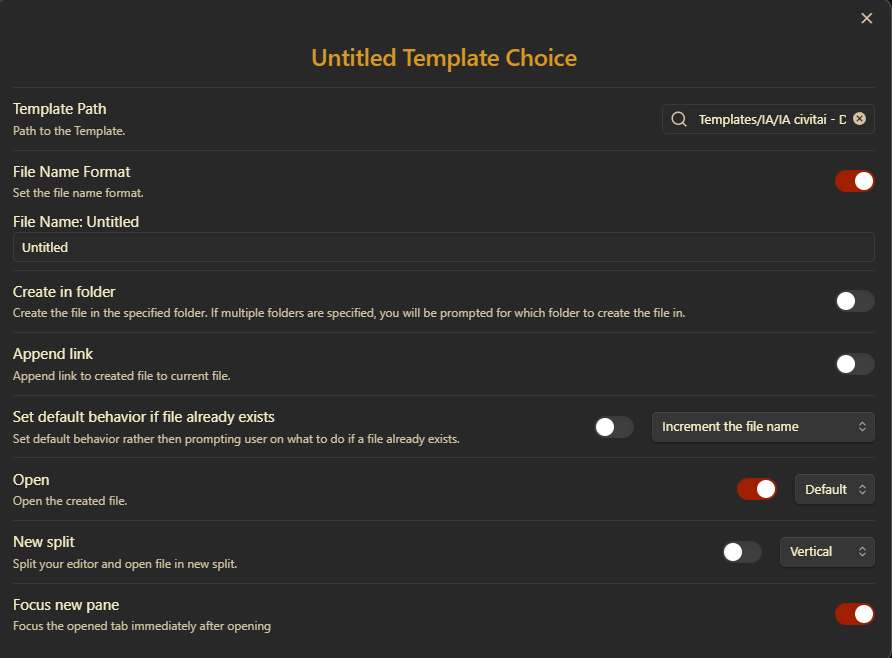 Untitled Template Choice
Template Path
Path to the Template.
Templates/IA/IA civitai - D
File Name Format
Set the file name format.
File Name: Untitled
Untitled
Create in folder
Create the file in the specified folder. If multiple folders are specified, you will be prompted for which folder to create the file in.
Append link
Append link to created file to current file.
Set default behavior if file already exists
Set default behavior rather then prompting user on what to do if a file already exists.
Increment the file name
Open
Open the created file.
Default
New split
Split your editor and open file in new split.
Vertical
Focus new pane
Focus the opened tab immediately after opening